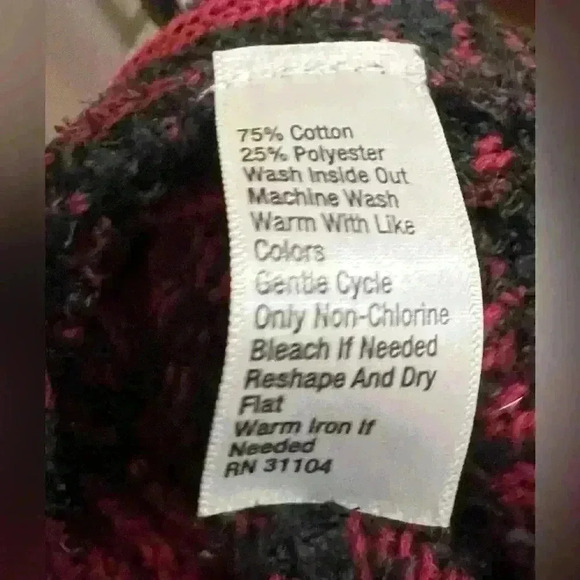 75% Cotton
25% Polyester
Wash Inside Out
Machine Wash
Warm With Like
Colors
Gentle Cycle
Only Non-Chlorine
Bleach If Needed
Reshape And Dry
Flat
Warm Iron If
Needed
RN 31104